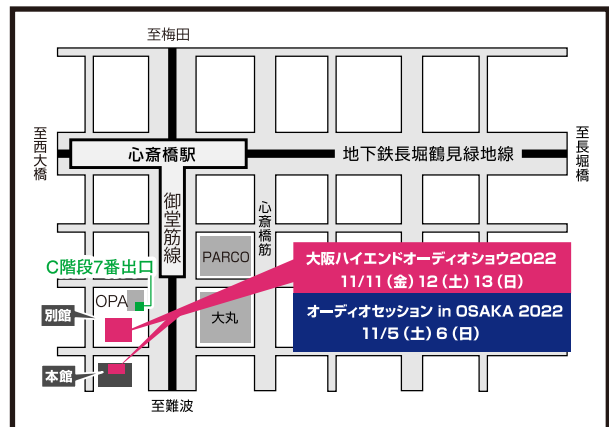 至梅田
至西大橋
心斎橋駅
地下鉄長堀鶴見緑地線
至長堀橋
御堂筋線
心斎橋筋
PARCO
C階段7番出口
OPA
別館
大丸
本館
至難波
大阪ハイエンドオーディオショウ2022
11/11（金）12（土）13（日）
オーディオセッション in OSAKA 2022
11/5（土）6（日）